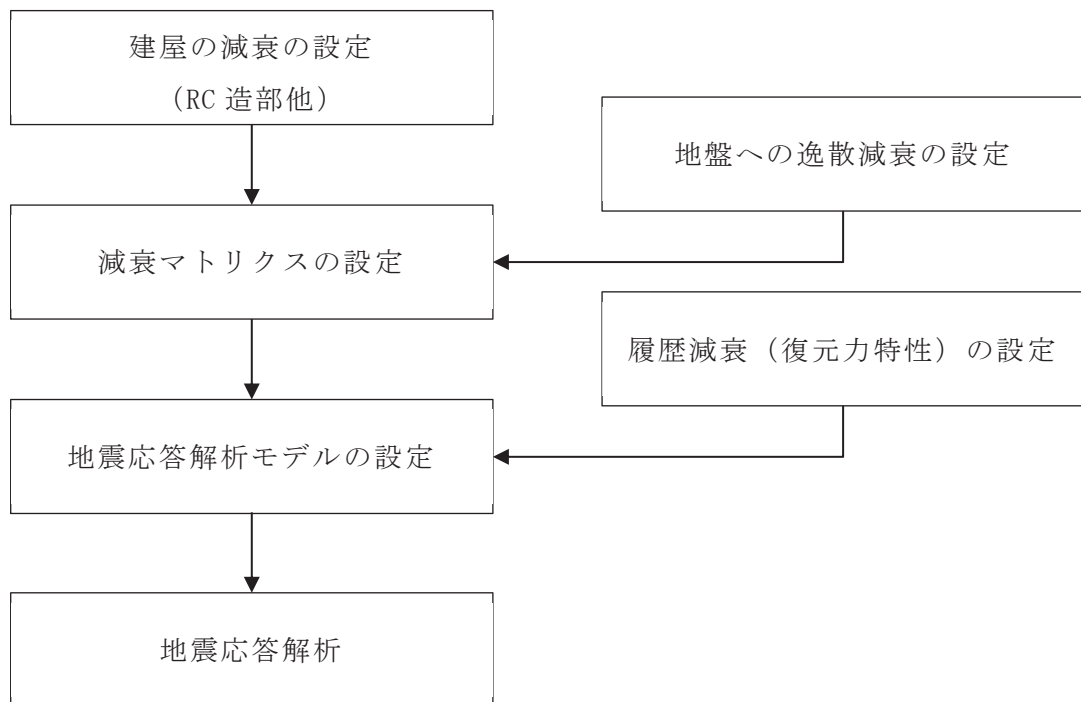 建屋の減衰の設定
（RC 造部他）
地盤への逸散減衰の設定
減衰マトリクスの設定
履歴減衰（復元力特性）の設定
地震応答解析モデルの設定
地震応答解析